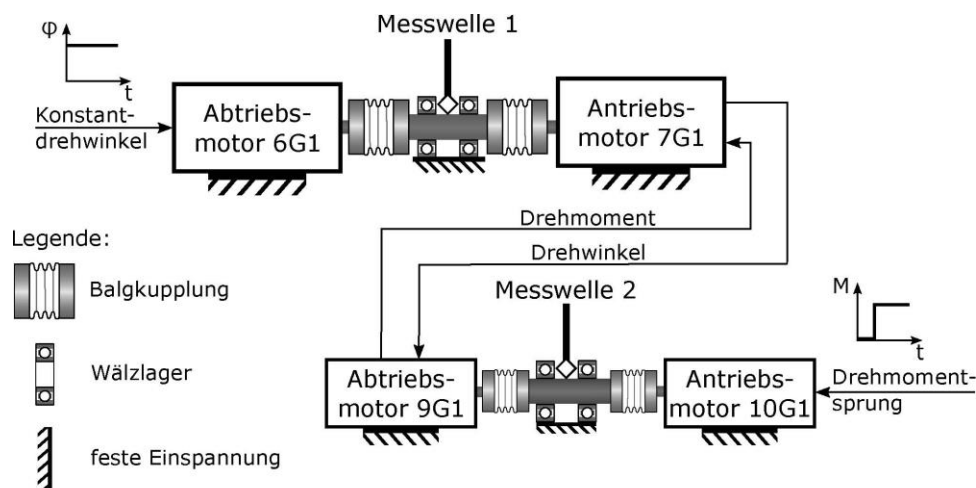 Messwelle 1
φ
t
Konstant-
drehwinkel
Abtriebs-
motor 6G1
Antriebs-
motor 7G1
Drehmoment
Drehwinkel
Legende:
Balgkupplung
Wälzlager
feste Einspannung
Messwelle 2
M
t
Abtriebs-
motor 9G1
Antriebs-
motor 10G1
Drehmoment-
sprung